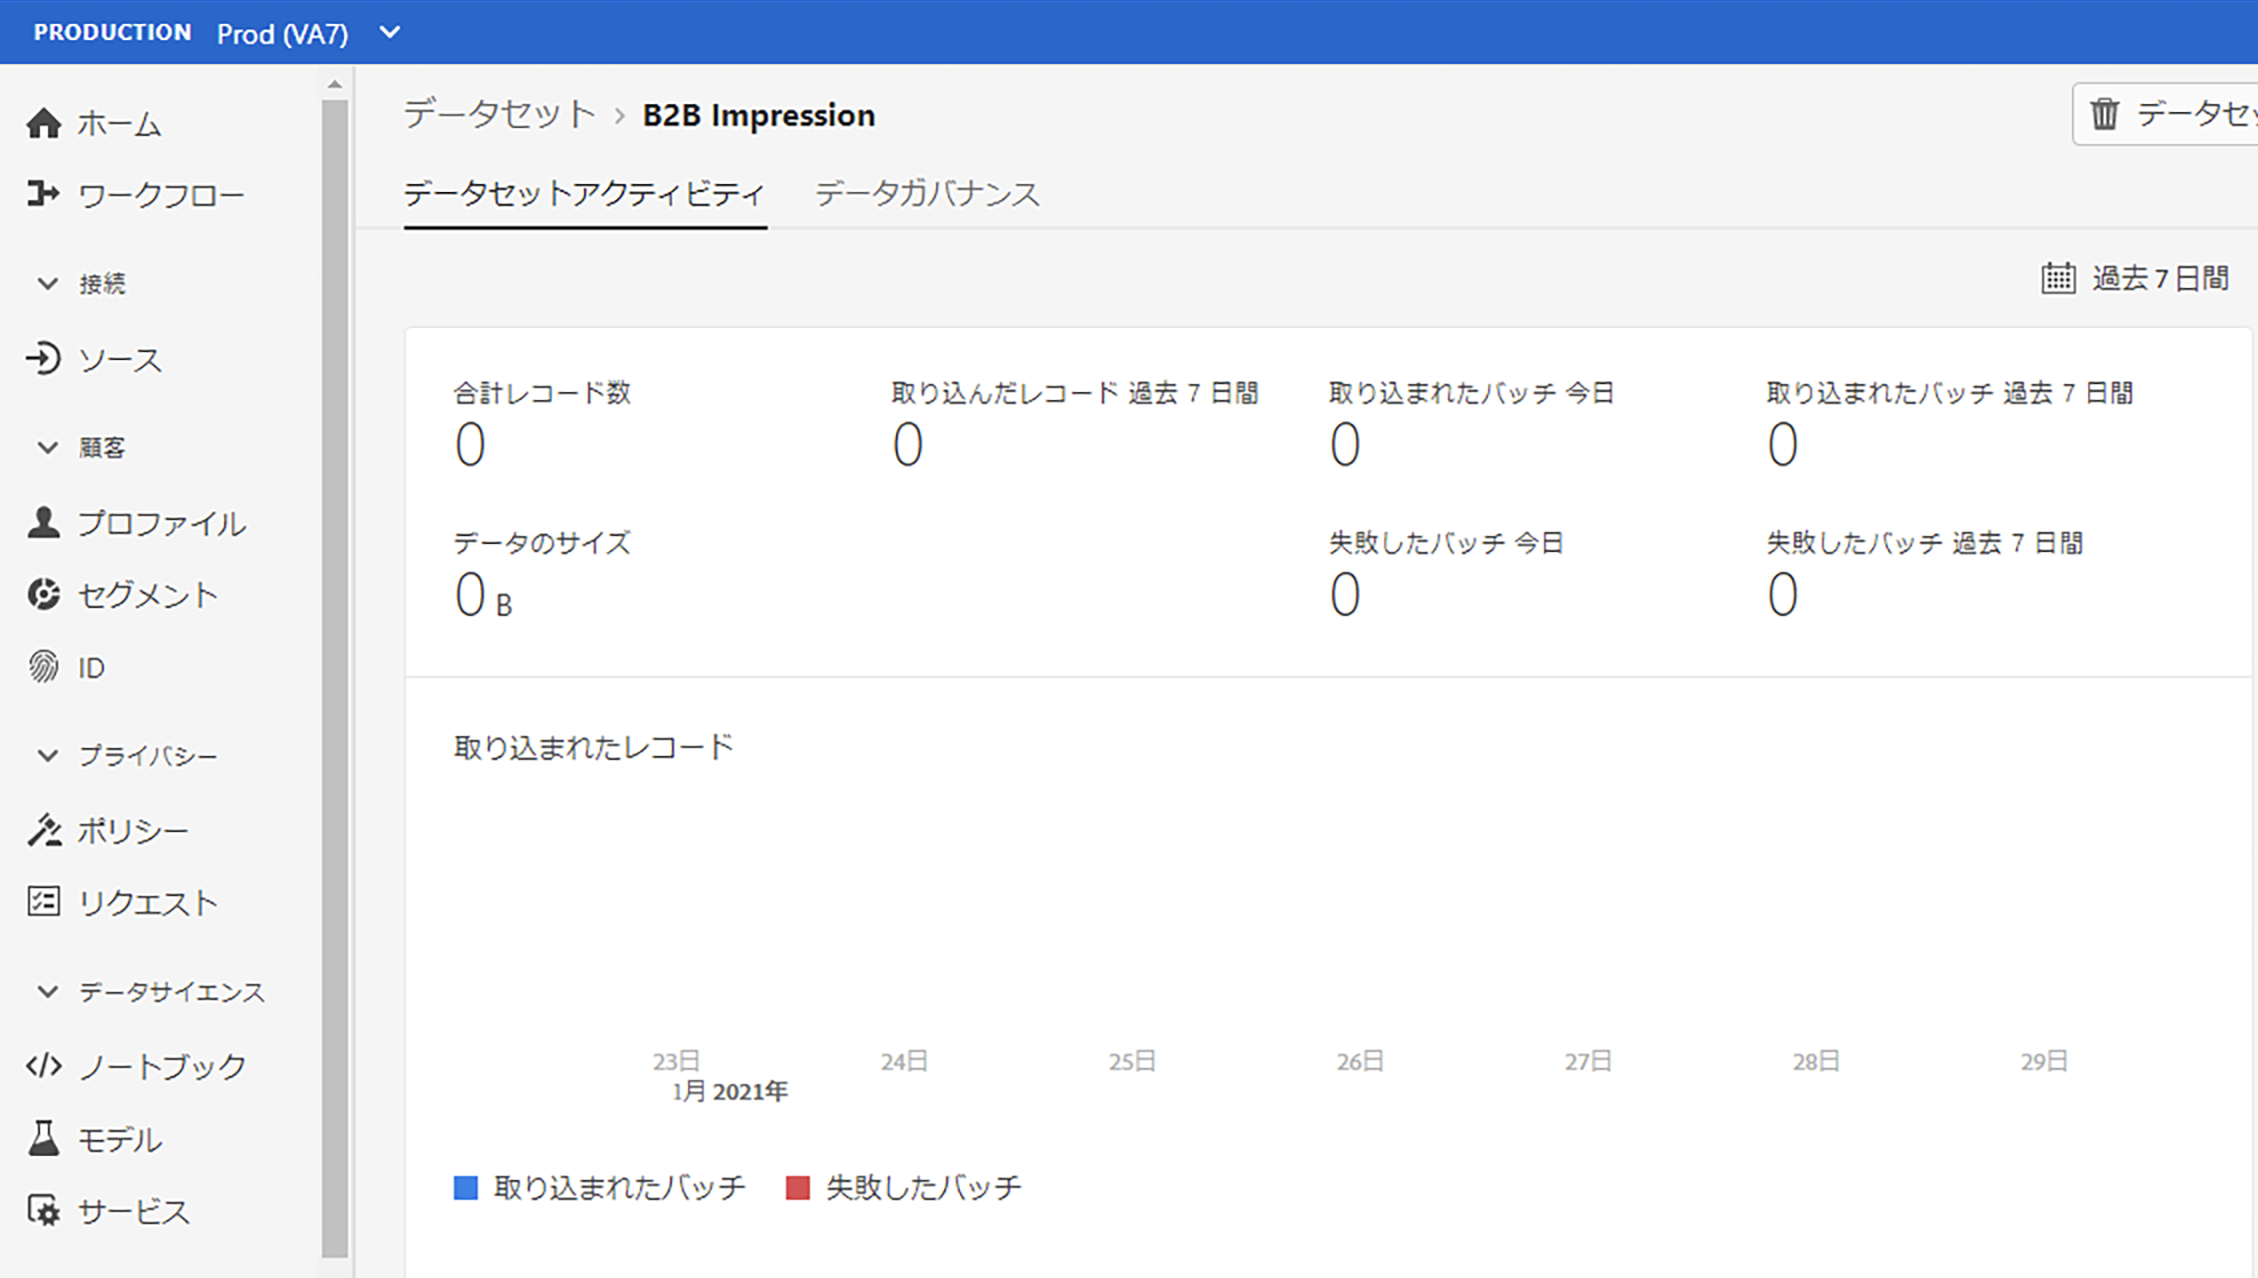 PRODUCTION Prod (VA7)
ホーム
ワークフロー
接続
ソース
顧客
プロファイル
セグメント
ID
プライバシー
ポリシー
リクエスト
データサイエンス
ノートブック
モデル
サービス
データセット › B2B Impression
データセ
データセットアクティビティ データガバナンス
過去 7 日間
合計レコード数 取り込んだレコード 過去 7 日間 取り込まれたバッチ 今日 取り込まれたバッチ 過去 7 日間
0 0 0 0
データのサイズ 失敗したバッチ 今日 失敗したバッチ 過去 7 日間
0 B 0 0
取り込まれたレコード
23日 24日 25日 26日 27日 28日 29日
1月 2021年
取り込まれたバッチ 失敗したバッチ